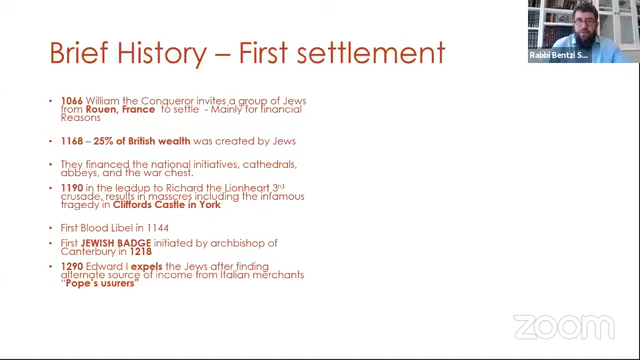 Brief History – First settlement
Rabbi Bentzi S...
• 1066 William the Conqueror invites a group of Jews
from Rouen, France to settle - Mainly for financial
Reasons
• 1168 – 25% of British wealth was created by Jews
• They financed the national initiatives, cathedrals,
abbeys, and the war chest.
• 1190 in the leadup to Richard the Lionheart 3rd
crusade, results in masscres including the infamous
tragedy in Cliffords Castle in York
• First Blood Libel in 1144
• First JEWISH BADGE initiated by archbishop of
Canterbury in 1218
• 1290 Edward I expels the Jews after finding
alternate source of income from Italian merchants
"Pope's usurers"
zoom